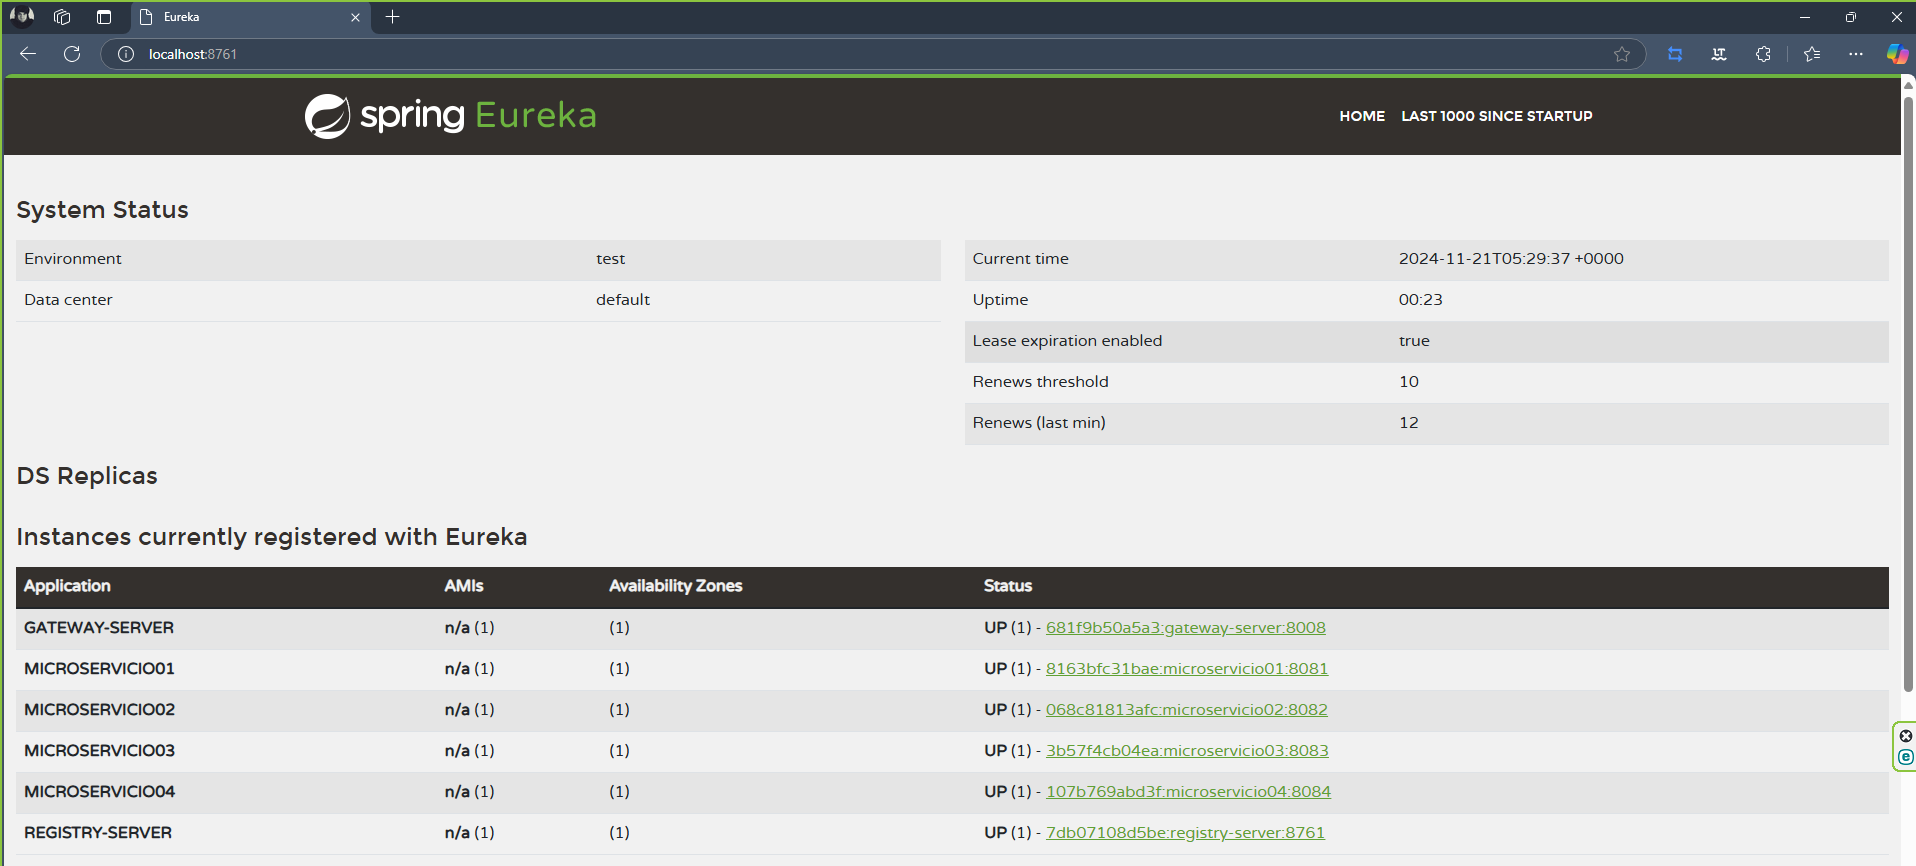 Eureka
localhost:8761
spring Eureka
HOME LAST 1000 SINCE STARTUP
System Status
Environment test
Data center default
Current time 2024-11-21T05:29:37 +0000
Uptime 00:23
Lease expiration enabled true
Renews threshold 10
Renews (last min) 12
DS Replicas
Instances currently registered with Eureka
Application AMIs Availability Zones Status
GATEWAY-SERVER n/a (1) (1) UP (1) - 681f9b50a5a3:gateway-server:8008
MICROSERVICIO01 n/a (1) (1) UP (1) - 8163bfc31bae:microservicio01:8081
MICROSERVICIO02 n/a (1) (1) UP (1) - 068c81813afc:microservicio02:8082
MICROSERVICIO03 n/a (1) (1) UP (1) - 3b57f4cb04ea:microservicio03:8083
MICROSERVICIO04 n/a (1) (1) UP (1) - 107b769abd3f:microservicio04:8084
REGISTRY-SERVER n/a (1) (1) UP (1) - 7db07108d5be:registry-server:8761